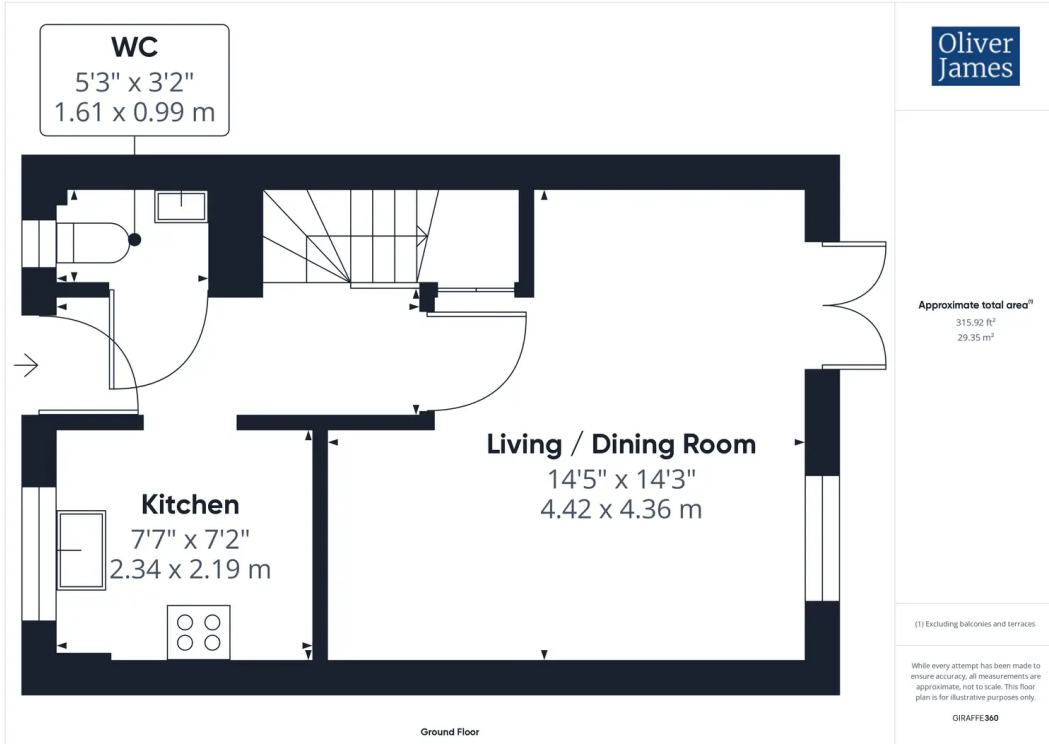 WC
5'3" x 3'2"
1.61 x 0.99 m
Living / Dining Room
14'5" x 14'3"
4.42 x 4.36 m
Kitchen
7'7" x 7'2"
2.34 x 2.19 m
Ground Floor
Oliver
James
Approximate total area⁽¹⁾
315.92 ft²
29.35 m²
(1) Excluding balconies and terraces
While every attempt has been made to
ensure accuracy, all measurements are
approximate, not to scale. This floor
plan is for illustrative purposes only.
GIRAFFE360